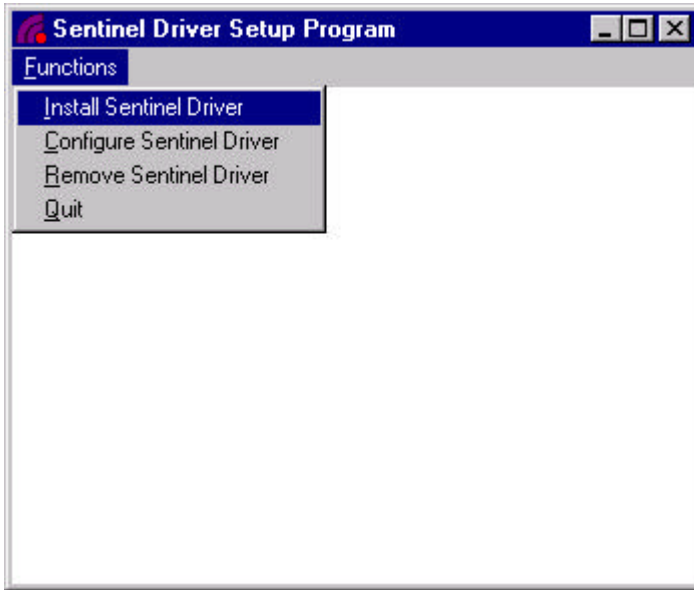 Sentinel Driver Setup Program
Functions
Install Sentinel Driver
Configure Sentinel Driver
Remove Sentinel Driver
Quit